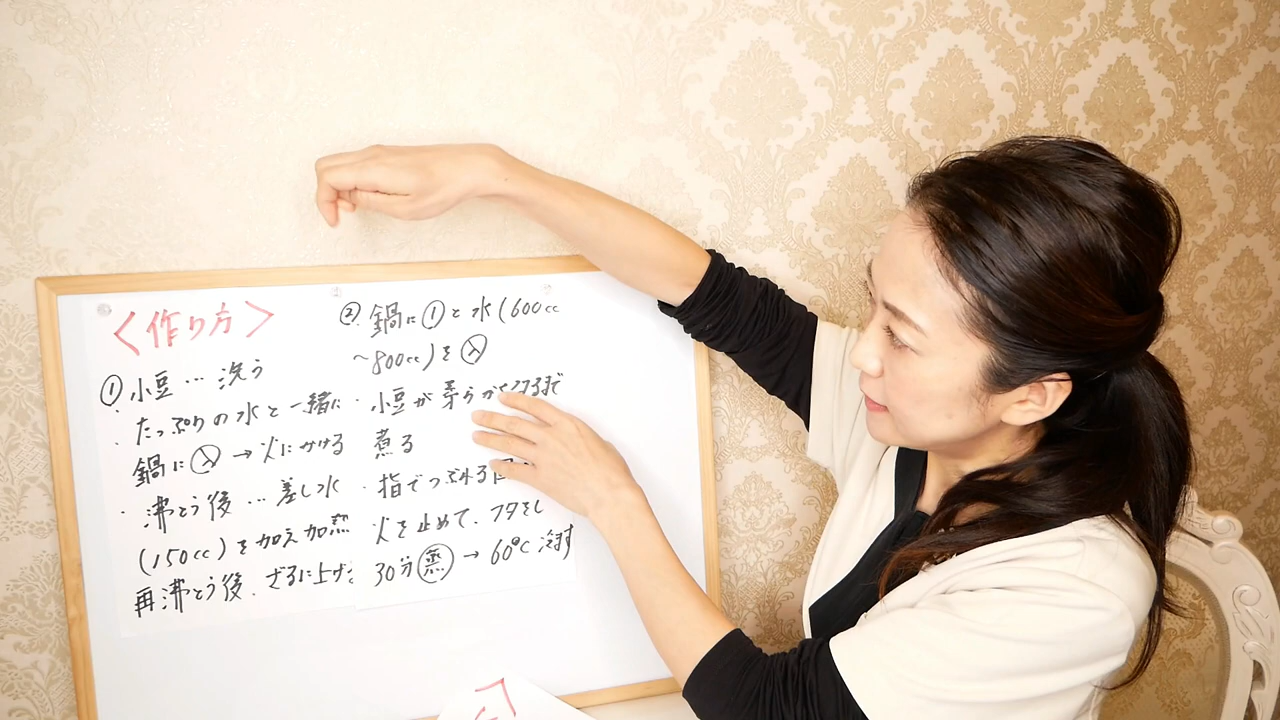 <作り方>
① 小豆… 洗う
・たっぷりの水と一緒に
鍋に㋑→火にかける
・沸とう後…差し水
(150cc)を加え加熱
再沸とう後、ざるに上げ
② 鍋に①と水(600cc
~800cc)を㋑
・小豆が芽らかくなるまで
煮る
・指でつぶれる
火を止めて、フタをし
30分蒸→60℃冷ます